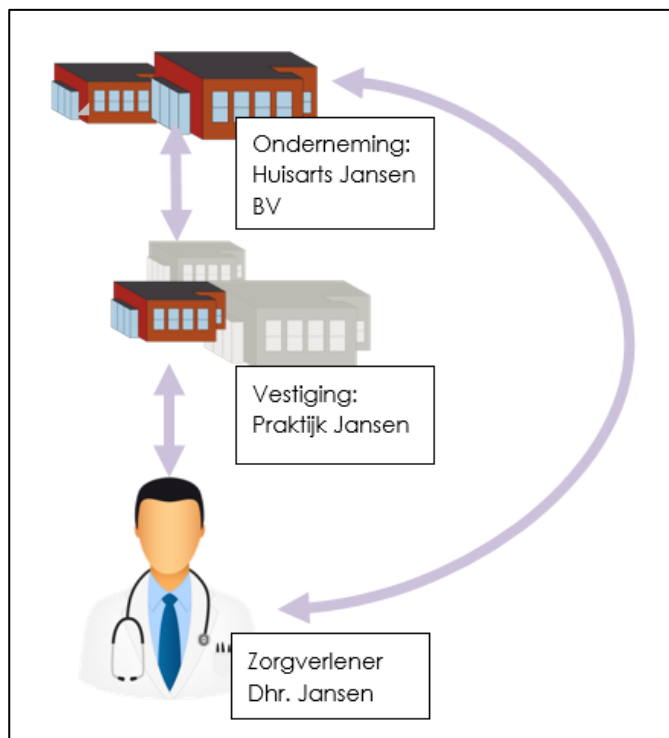 Onderneming:
Huisarts Jansen
BV
Vestiging:
Praktijk Jansen
Zorgverlener
Dhr. Jansen